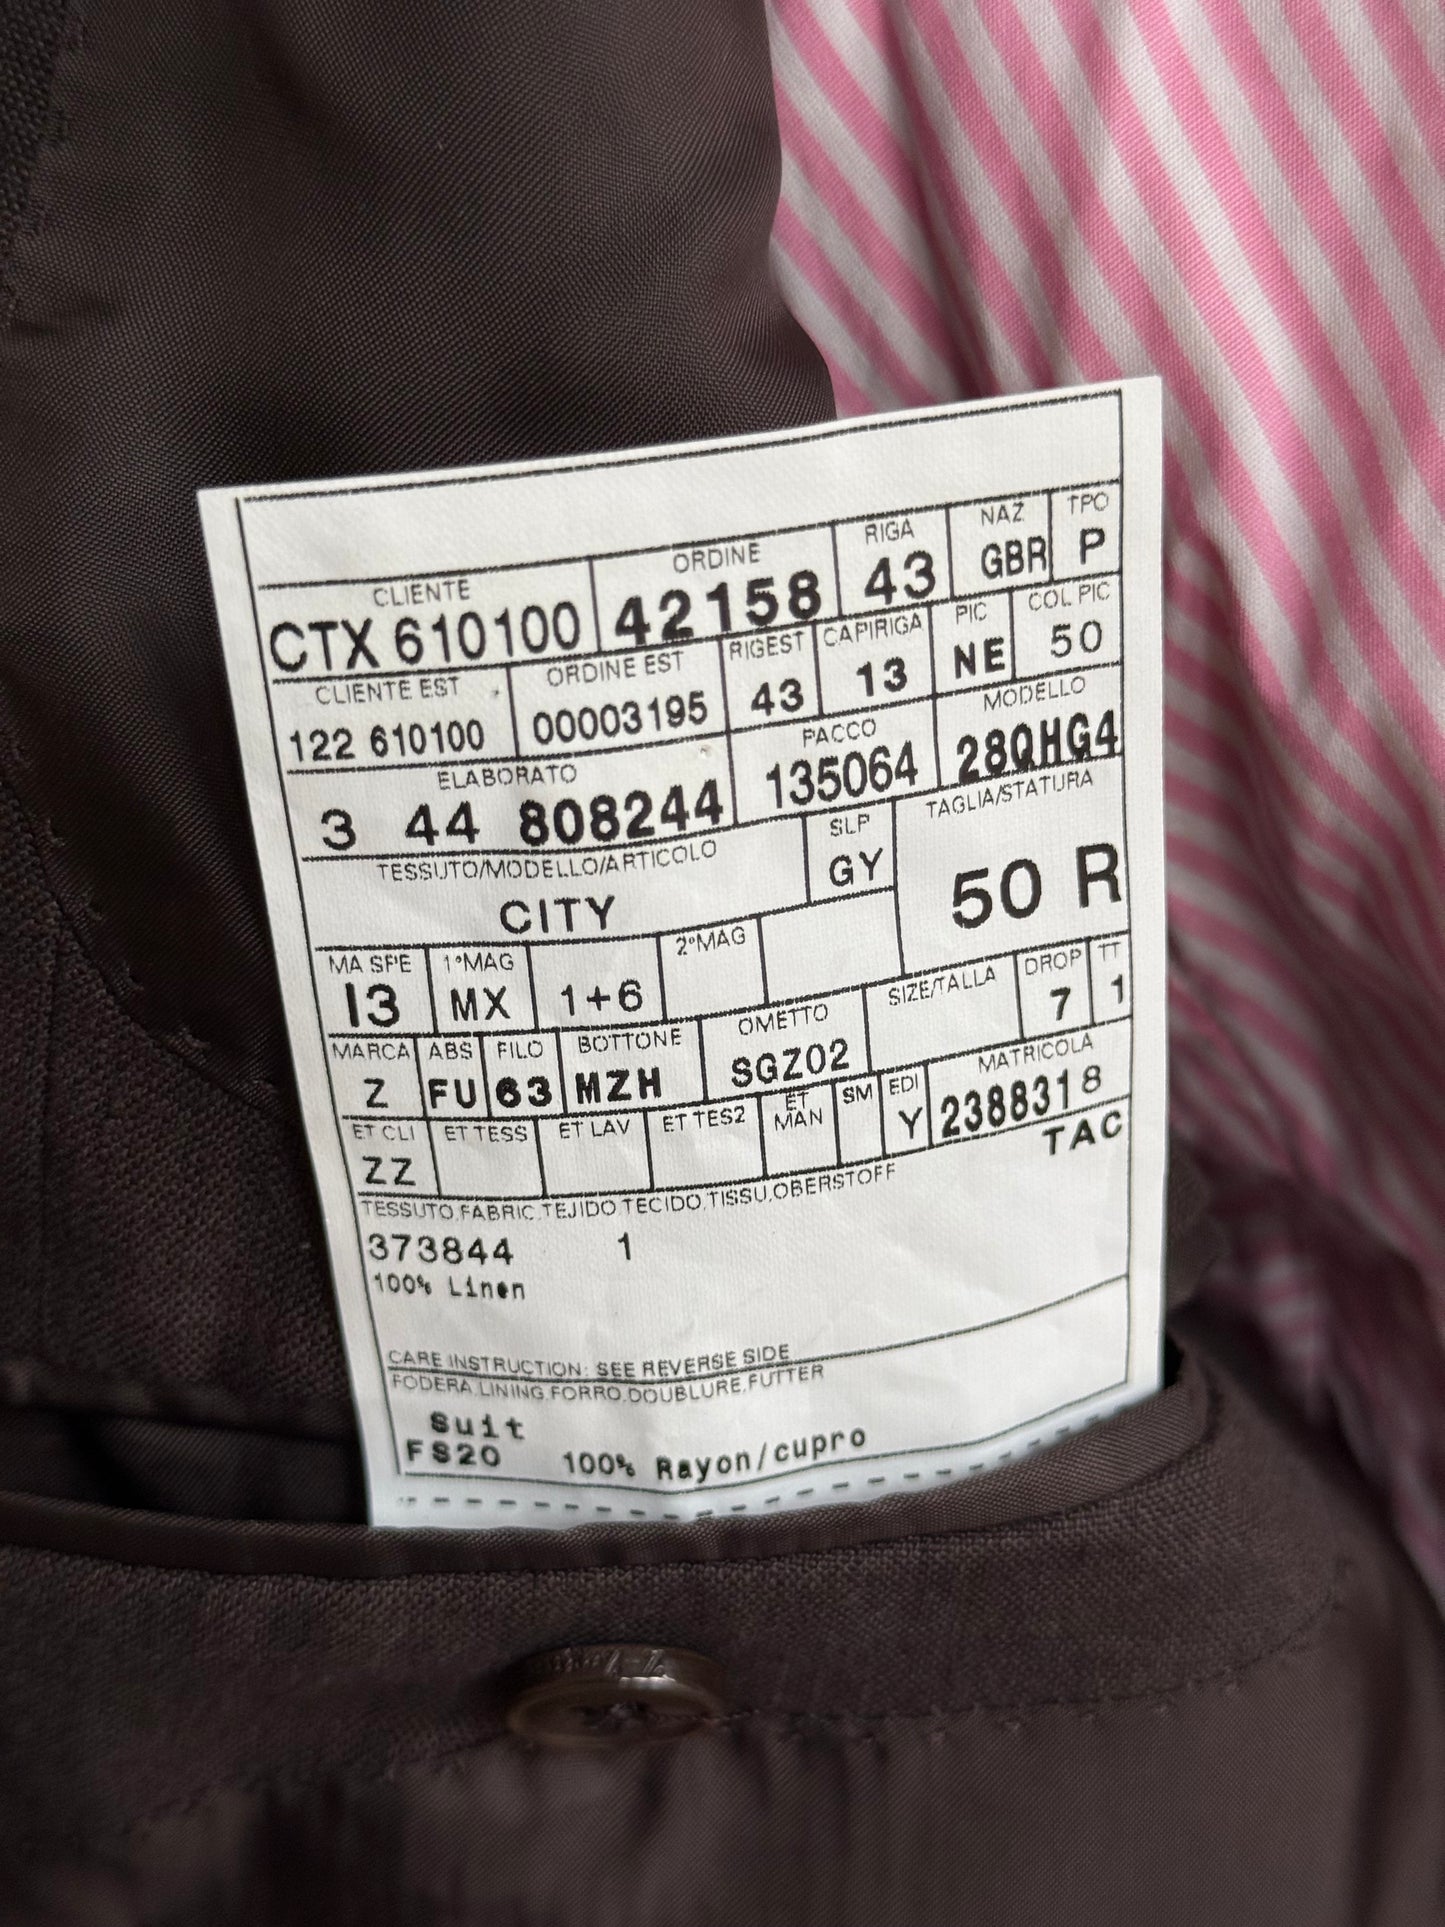 CLIENTE ORDINE RIGA NAZ TPO
CTX 610100 42158 43 GBR P
CLIENTE EST ORDINE EST RIGEST CAPIRIGA PIC COL PIC
122 610100 00003195 43 13 NE 50
ELABORATO PACCO MODELLO
3 44 808244 135064 28QHG4
TESSUTO/MODELLO/ARTICOLO SLP TAGLIA/STATURA
CITY GY 50 R
MA SPE 1°MAG 2°MAG SIZE/TALLA DROP TT
I3 MX 1+6 7 1
MARCA ABS FILO BOTTONE OMETTO
Z FU 63 MZH SGZ02
ET CLI ET TESS ET LAV ET TES2 ET MAN SM EDI MATRICOLA
ZZ Y 2388318
TAC
TESSUTO,FABRIC,TEJIDO,TECIDO,TISSU,OBERSTOFF
373844 1
100% Linen
CARE INSTRUCTION: SEE REVERSE SIDE
FODERA,LINING,FORRO,DOUBLURE,FUTTER
Suit
FS20 100% Rayon/cupro